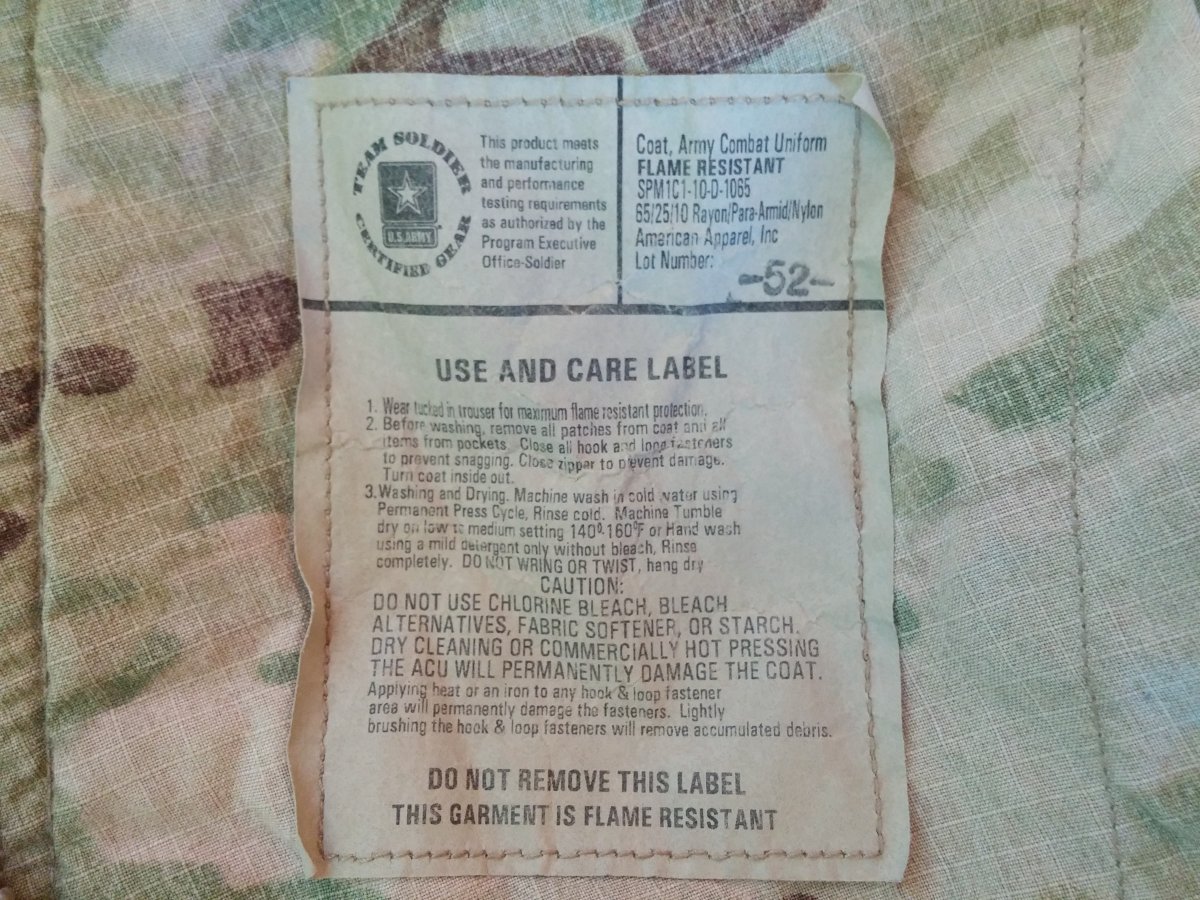 TEAM SOLDIER
U.S. ARMY
CERTIFIED GEAR
This product meets
the manufacturing
and performance
testing requirements
as authorized by the
Program Executive
Office-Soldier
Coat, Army Combat Uniform
FLAME RESISTANT
SPM1C1-10-D-1065
65/25/10 Rayon/Para-Armid/Nylon
American Apparel, Inc
Lot Number:
-52-
USE AND CARE LABEL
1. Wear tucked in trouser for maximum flame resistant protection.
2. Before washing, remove all patches from coat and all
items from pockets. Close all hook and loop fasteners
to prevent snagging. Close zipper to prevent damage.
Turn coat inside out.
3. Washing and Drying. Machine wash in cold water using
Permanent Press Cycle, Rinse cold. Machine Tumble
dry on low to medium setting 140°-160°F or Hand wash
using a mild detergent only without bleach, Rinse
completely. DO NOT WRING OR TWIST, hang dry
CAUTION:
DO NOT USE CHLORINE BLEACH, BLEACH
ALTERNATIVES, FABRIC SOFTENER, OR STARCH.
DRY CLEANING OR COMMERCIALLY HOT PRESSING
THE ACU WILL PERMANENTLY DAMAGE THE COAT.
Applying heat or an iron to any hook & loop fastener
area will permanently damage the fasteners. Lightly
brushing the hook & loop fasteners will remove accumulated debris.
DO NOT REMOVE THIS LABEL
THIS GARMENT IS FLAME RESISTANT